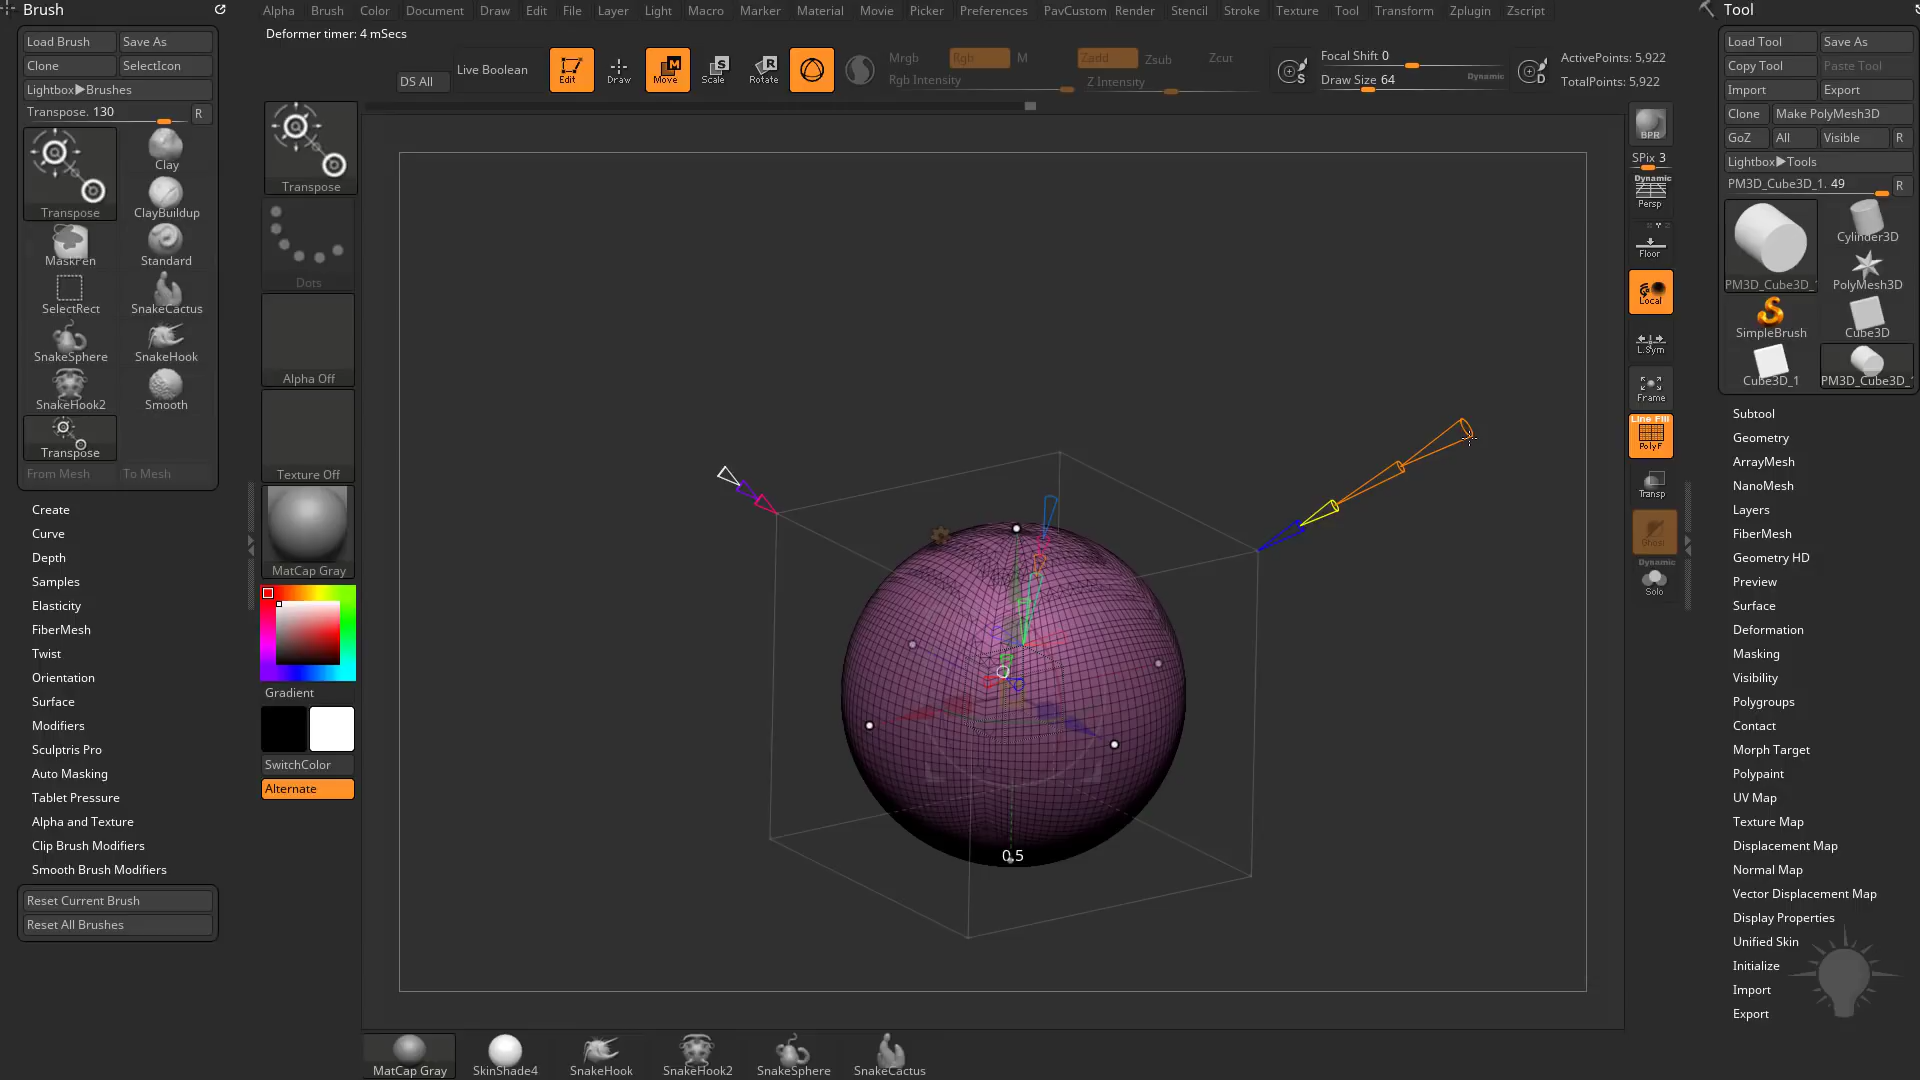 Brush
Alpha Brush Color Document Draw Edit File Layer Light Macro Marker Material Movie Picker Preferences PavCustom Render Stencil Stroke Texture Tool Transform Zplugin Zscript
Tool
Deformer timer: 4 mSecs
Load Brush Save As
Clone SelectIcon
Lightbox▶Brushes
Transpose. 130 R
Transpose
Clay
ClayBuildup
MaskPen
Standard
SelectRect
SnakeCactus
SnakeSphere
SnakeHook
SnakeHook2
Smooth
Transpose
From Mesh To Mesh
Create
Curve
Depth
Samples
Elasticity
FiberMesh
Twist
Orientation
Surface
Modifiers
Sculptris Pro
Auto Masking
Tablet Pressure
Alpha and Texture
Clip Brush Modifiers
Smooth Brush Modifiers
Reset Current Brush
Reset All Brushes
DS All
Live Boolean
Edit
Draw
Move
Scale
Rotate
Mrgb Rgb M
Rgb Intensity
Zadd Zsub Zcut
Z Intensity
S
Focal Shift 0
Draw Size 64 Dynamic
D
ActivePoints: 5,922
TotalPoints: 5,922
Transpose
Dots
Alpha Off
Texture Off
MatCap Gray
Gradient
SwitchColor
Alternate
0.5
BPR
SPix 3
Dynamic
Persp
Floor
Local
L.Sym
Frame
Line Fill
PolyF
Transp
Ghost
Dynamic
Solo
Load Tool Save As
Copy Tool Paste Tool
Import Export
Clone Make PolyMesh3D
GoZ All Visible R
Lightbox▶Tools
PM3D_Cube3D_1. 49 R
PM3D_Cube3D_1
Cylinder3D
PolyMesh3D
SimpleBrush
Cube3D
Cube3D_1
PM3D_Cube3D_1
Subtool
Geometry
ArrayMesh
NanoMesh
Layers
FiberMesh
Geometry HD
Preview
Surface
Deformation
Masking
Visibility
Polygroups
Contact
Morph Target
Polypaint
UV Map
Texture Map
Displacement Map
Normal Map
Vector Displacement Map
Display Properties
Unified Skin
Initialize
Import
Export
MatCap Gray
SkinShade4
SnakeHook
SnakeHook2
SnakeSphere
SnakeCactus